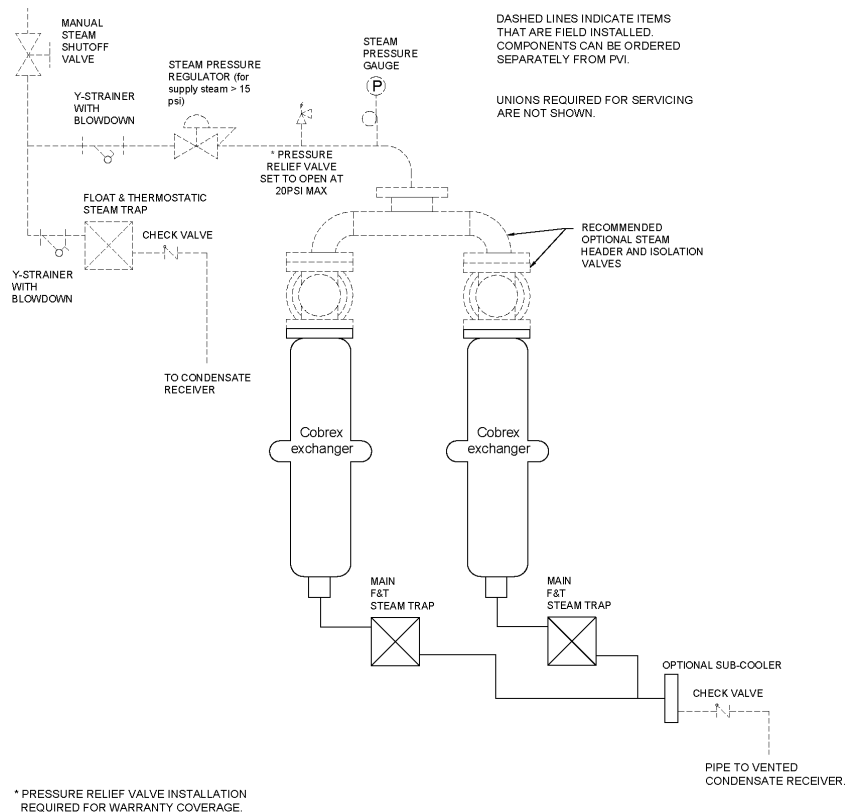 MANUAL
STEAM
SHUTOFF
VALVE
STEAM PRESSURE
REGULATOR (for
supply steam > 15
psi)
STEAM
PRESSURE
GAUGE
P
DASHED LINES INDICATE ITEMS
THAT ARE FIELD INSTALLED.
COMPONENTS CAN BE ORDERED
SEPARATELY FROM PVI.
UNIONS REQUIRED FOR SERVICING
ARE NOT SHOWN.
Y-STRAINER
WITH
BLOWDOWN
* PRESSURE
RELIEF VALVE
SET TO OPEN AT
20PSI MAX
FLOAT & THERMOSTATIC
STEAM TRAP
CHECK VALVE
Y-STRAINER
WITH
BLOWDOWN
RECOMMENDED
OPTIONAL STEAM
HEADER AND ISOLATION
VALVES
TO CONDENSATE
RECEIVER
Cobrex
exchanger
Cobrex
exchanger
MAIN
F&T
STEAM TRAP
MAIN
F&T
STEAM TRAP
OPTIONAL SUB-COOLER
CHECK VALVE
PIPE TO VENTED
CONDENSATE RECEIVER.
* PRESSURE RELIEF VALVE INSTALLATION
REQUIRED FOR WARRANTY COVERAGE.